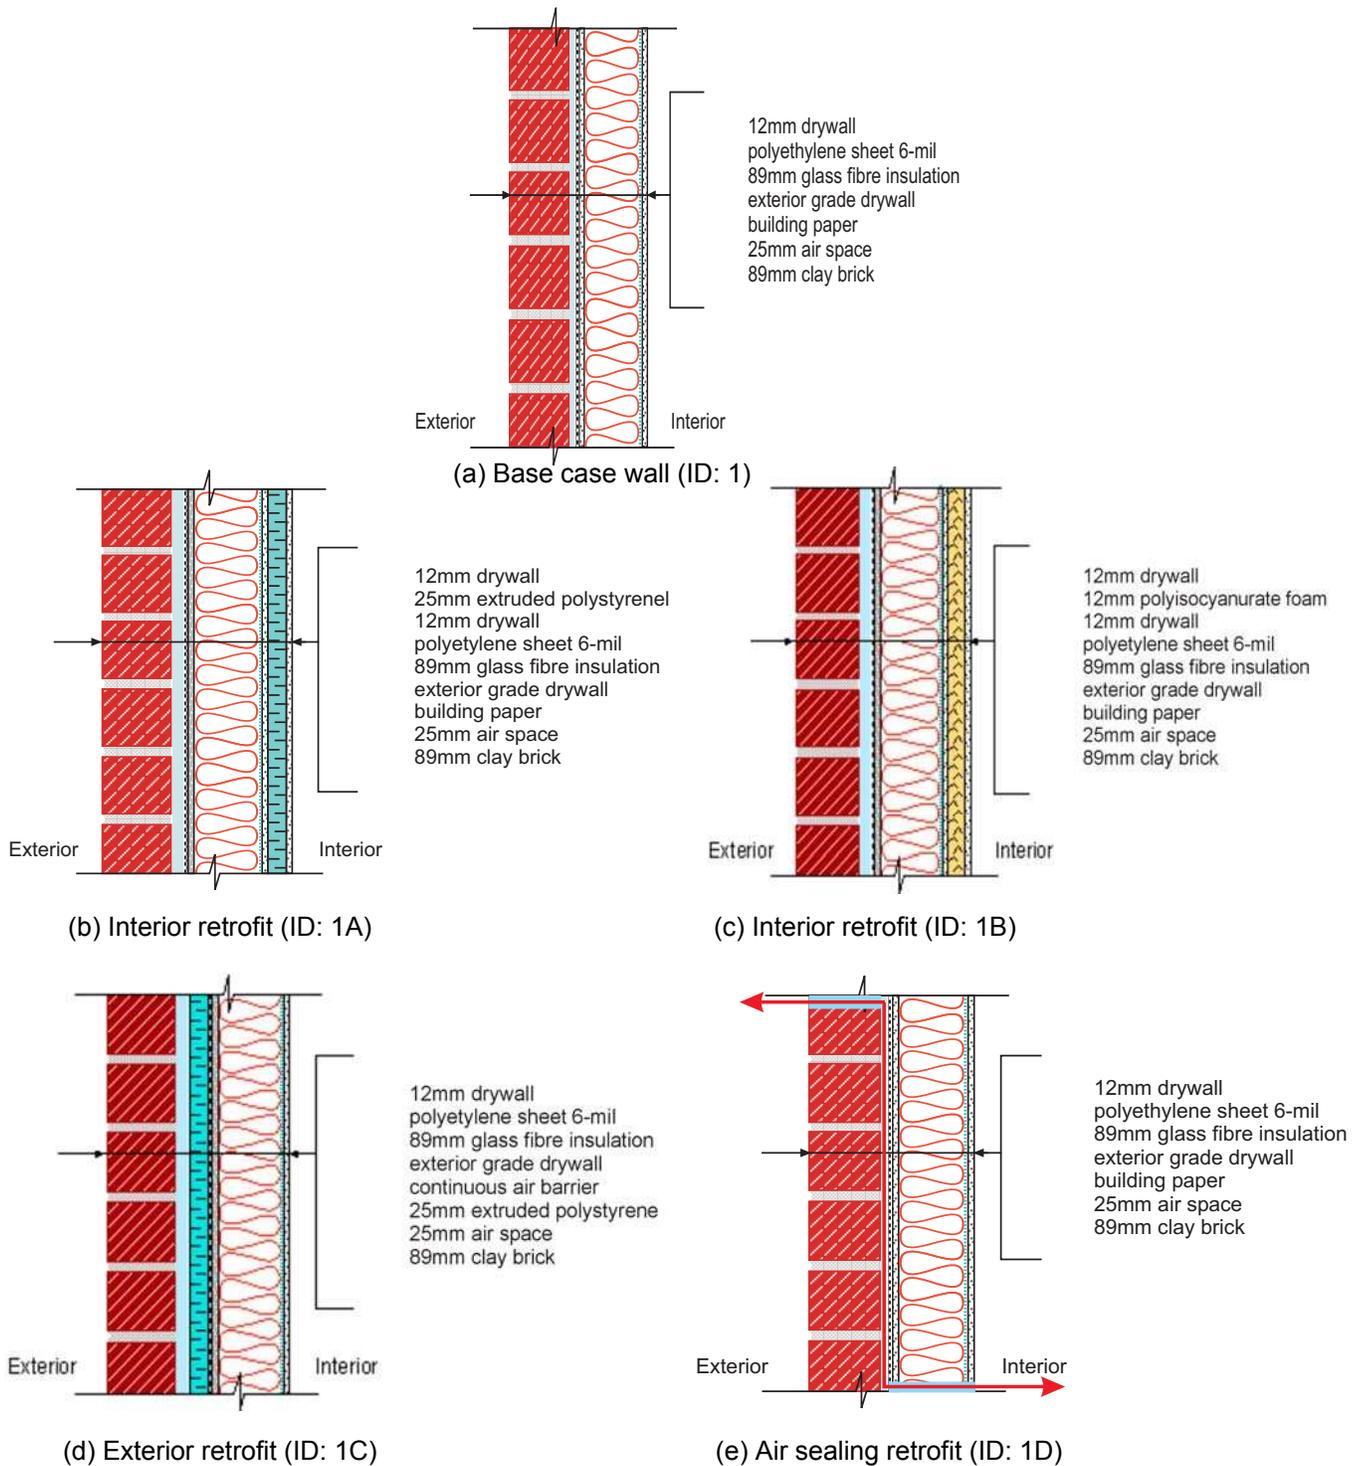 12mm drywall
polyethylene sheet 6-mil
89mm glass fibre insulation
exterior grade drywall
building paper
25mm air space
89mm clay brick
Exterior
Interior
(a) Base case wall (ID: 1)
12mm drywall
25mm extruded polystyrenel
12mm drywall
polyetylene sheet 6-mil
89mm glass fibre insulation
exterior grade drywall
building paper
25mm air space
89mm clay brick
Exterior
Interior
(b) Interior retrofit (ID: 1A)
12mm drywall
12mm polyisocyanurate foam
12mm drywall
polyetylene sheet 6-mil
89mm glass fibre insulation
exterior grade drywall
building paper
25mm air space
89mm clay brick
Exterior
Interior
(c) Interior retrofit (ID: 1B)
12mm drywall
polyetylene sheet 6-mil
89mm glass fibre insulation
exterior grade drywall
continuous air barrier
25mm extruded polystyrene
25mm air space
89mm clay brick
Exterior
Interior
(d) Exterior retrofit (ID: 1C)
12mm drywall
polyethylene sheet 6-mil
89mm glass fibre insulation
exterior grade drywall
building paper
25mm air space
89mm clay brick
Exterior
Interior
(e) Air sealing retrofit (ID: 1D)